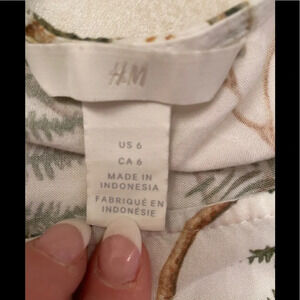 H&M
US 6
CA 6
MADE IN
INDONESIA
FABRIQUÉ EN
INDONÉSIE